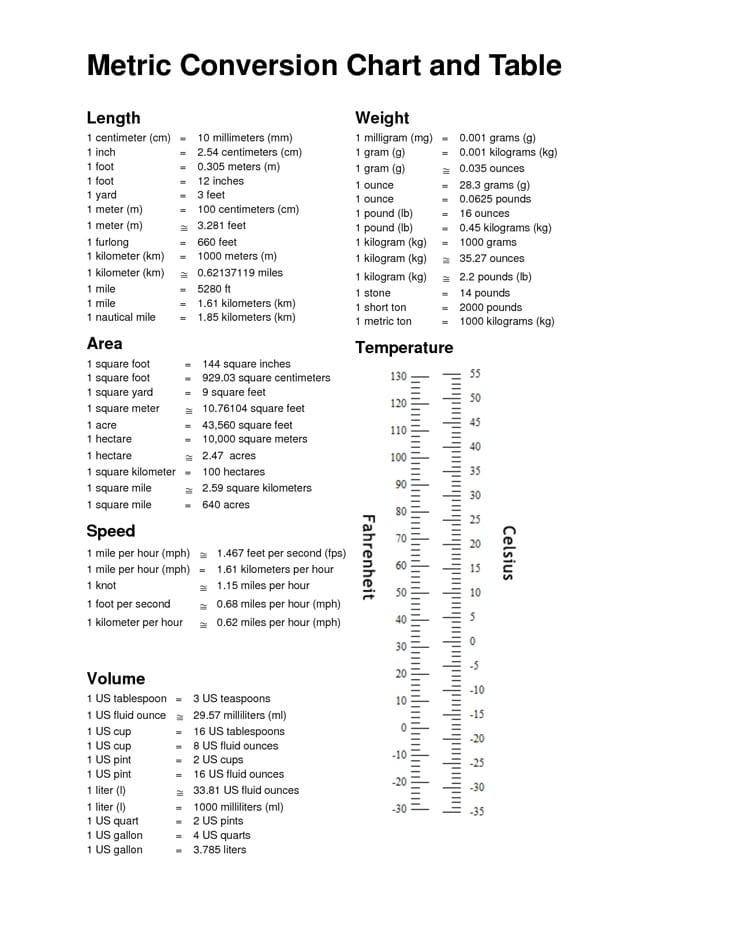 Metric Conversion Chart and Table
Length
1 centimeter (cm) = 10 millimeters (mm)
1 inch = 2.54 centimeters (cm)
1 foot = 0.305 meters (m)
1 foot = 12 inches
1 yard = 3 feet
1 meter (m) = 100 centimeters (cm)
1 meter (m) ≅ 3.281 feet
1 furlong = 660 feet
1 kilometer (km) = 1000 meters (m)
1 kilometer (km) ≅ 0.62137119 miles
1 mile = 5280 ft
1 mile = 1.61 kilometers (km)
1 nautical mile = 1.85 kilometers (km)
Area
1 square foot = 144 square inches
1 square foot = 929.03 square centimeters
1 square yard = 9 square feet
1 square meter ≅ 10.76104 square feet
1 acre = 43,560 square feet
1 hectare = 10,000 square meters
1 hectare ≅ 2.47 acres
1 square kilometer = 100 hectares
1 square mile ≅ 2.59 square kilometers
1 square mile = 640 acres
Speed
1 mile per hour (mph) ≅ 1.467 feet per second (fps)
1 mile per hour (mph) = 1.61 kilometers per hour
1 knot ≅ 1.15 miles per hour
1 foot per second ≅ 0.68 miles per hour (mph)
1 kilometer per hour ≅ 0.62 miles per hour (mph)
Volume
1 US tablespoon = 3 US teaspoons
1 US fluid ounce ≅ 29.57 milliliters (ml)
1 US cup = 16 US tablespoons
1 US cup = 8 US fluid ounces
1 US pint = 2 US cups
1 US pint = 16 US fluid ounces
1 liter (l) ≅ 33.81 US fluid ounces
1 liter (l) = 1000 milliliters (ml)
1 US quart = 2 US pints
1 US gallon = 4 US quarts
1 US gallon = 3.785 liters
Weight
1 milligram (mg) = 0.001 grams (g)
1 gram (g) = 0.001 kilograms (kg)
1 gram (g) ≅ 0.035 ounces
1 ounce = 28.3 grams (g)
1 ounce = 0.0625 pounds
1 pound (lb) = 16 ounces
1 pound (lb) = 0.45 kilograms (kg)
1 kilogram (kg) = 1000 grams
1 kilogram (kg) ≅ 35.27 ounces
1 kilogram (kg) ≅ 2.2 pounds (lb)
1 stone = 14 pounds
1 short ton = 2000 pounds
1 metric ton = 1000 kilograms (kg)
Temperature
Fahrenheit
130
120
110
100
90
80
70
60
50
40
30
20
10
0
-10
-20
-30
55
50
45
40
35
30
25
20
15
10
5
0
-5
-10
-15
-20
-25
-30
-35
Celsius